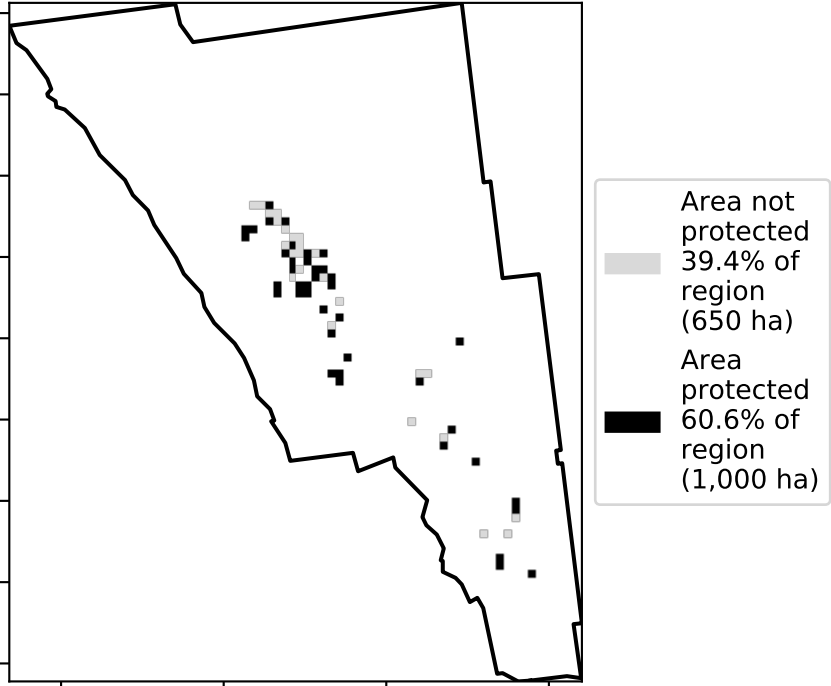 Area not
protected
39.4% of
region
(650 ha)
Area
protected
60.6% of
region
(1,000 ha)